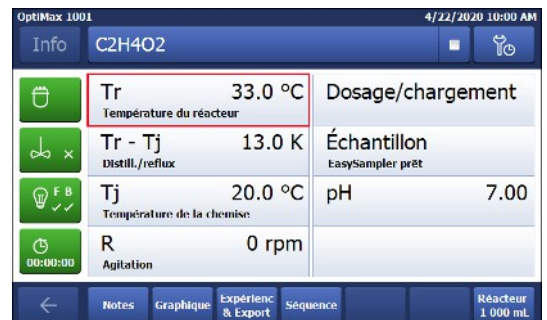 OptiMax 1001
4/22/2020 10:00 AM
Info
C2H4O2
Tr 33.0 °C
Température du réacteur
Dosage/chargement
Tr - Tj 13.0 K
Distill./reflux
Échantillon
EasySampler prêt
F B
Tj 20.0 °C
Température de la chemise
pH 7.00
00:00:00
R 0 rpm
Agitation
Notes
Graphique
Expérienc
& Export
Séquence
Réacteur
1 000 mL